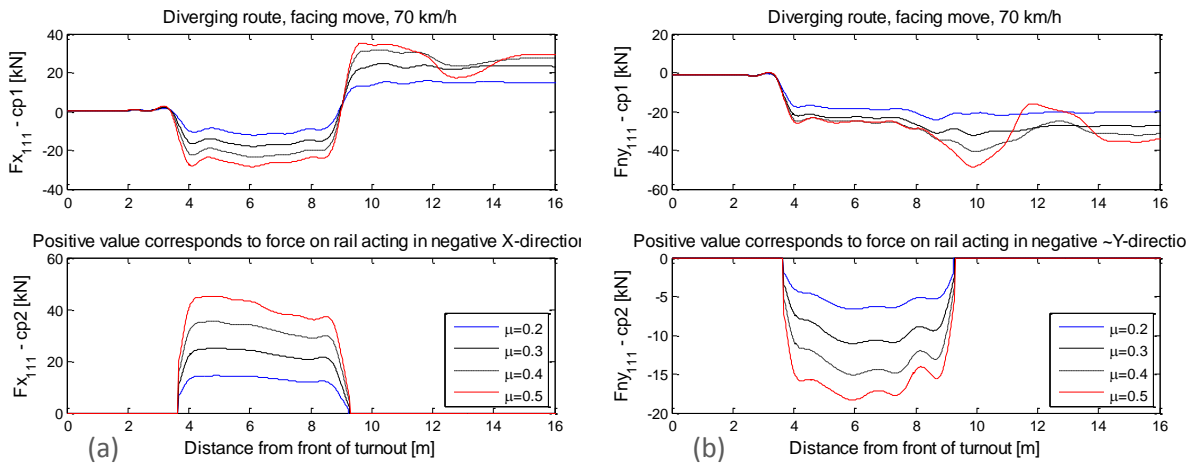 Diverging route, facing move, 70 km/h
40
20
0
-20
-40
0 2 4 6 8 10 12 14 16
Fx111 - cp1 [kN]
Positive value corresponds to force on rail acting in negative X-direction
60
40
20
0
0 2 4 6 8 10 12 14 16
Fx111 - cp2 [kN]
μ=0.2
μ=0.3
μ=0.4
μ=0.5
(a)
Distance from front of turnout [m]
Diverging route, facing move, 70 km/h
20
0
-20
-40
-60
0 2 4 6 8 10 12 14 16
Fny111 - cp1 [kN]
Positive value corresponds to force on rail acting in negative ~Y-directio
0
-5
-10
-15
-20
0 2 4 6 8 10 12 14 16
Fny111 - cp2 [kN]
μ=0.2
μ=0.3
μ=0.4
μ=0.5
(b)
Distance from front of turnout [m]